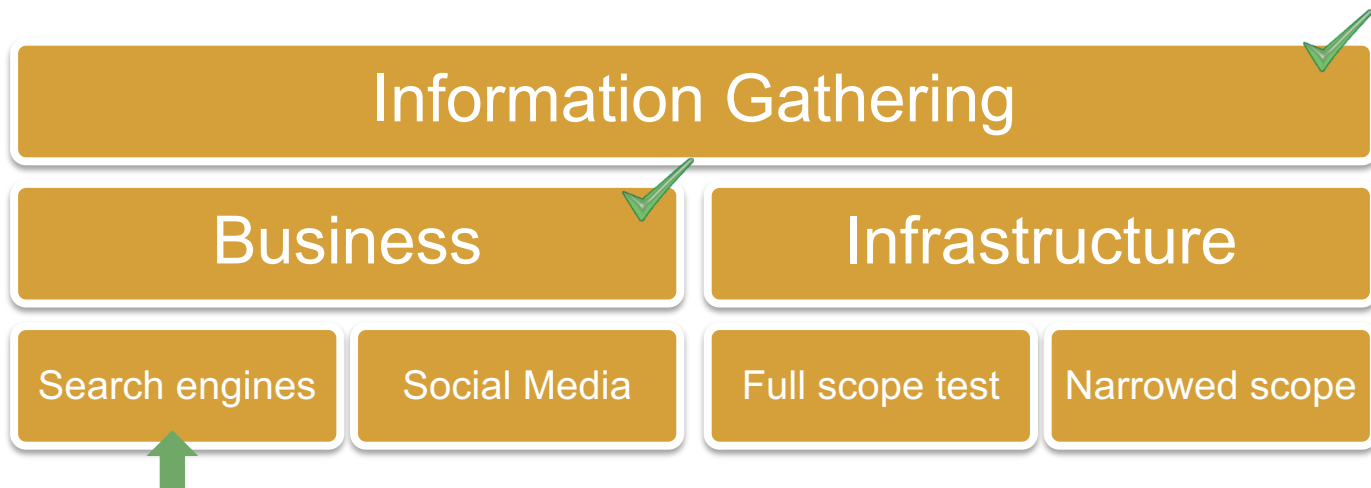 Information Gathering
Business
Infrastructure
Search engines
Social Media
Full scope test
Narrowed scope